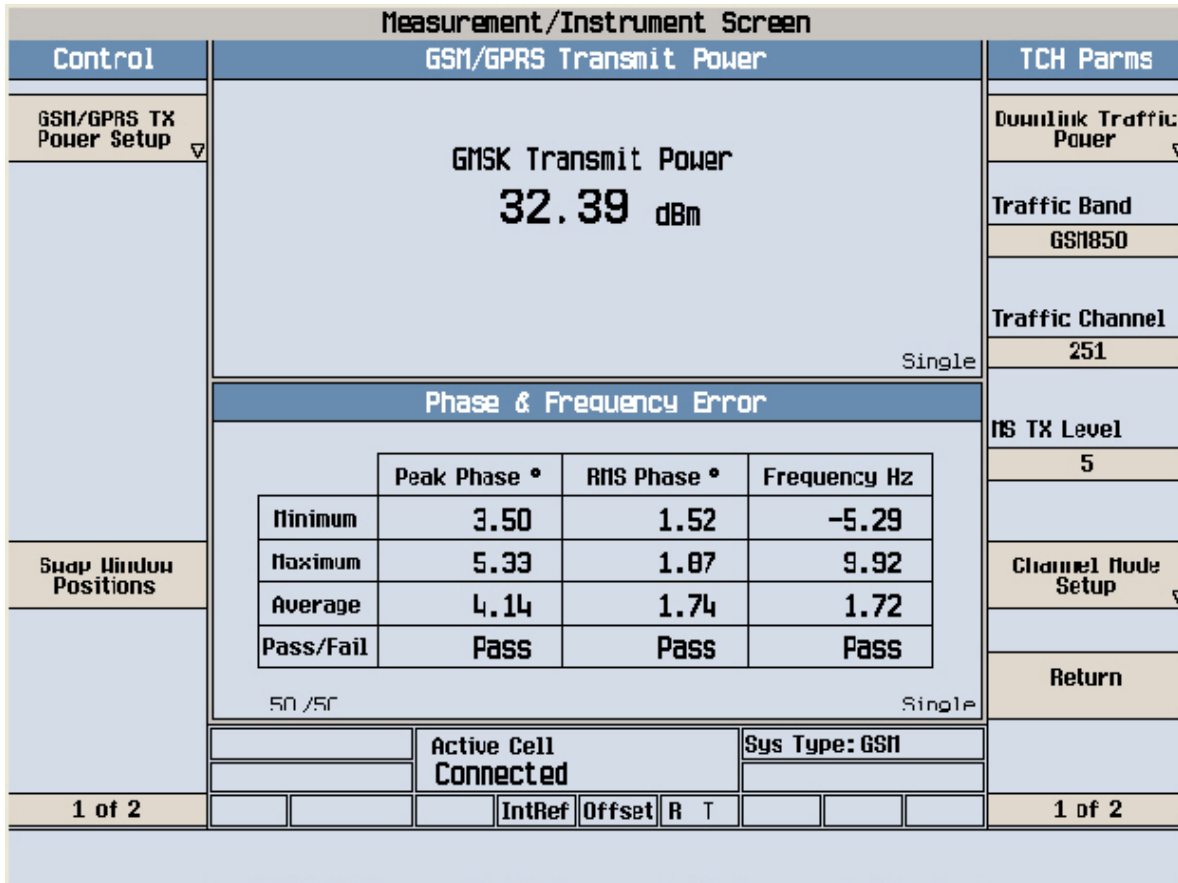 Measurement/Instrument Screen
Control
GSM/GPRS TX
Power Setup
Swap Window
Positions
1 of 2
GSM/GPRS Transmit Power
GMSK Transmit Power
32.39 dBm
Single
Phase & Frequency Error
Peak Phase ° RMS Phase ° Frequency Hz
Minimum 3.50 1.52 -5.29
Maximum 5.33 1.87 9.92
Average 4.14 1.74 1.72
Pass/Fail Pass Pass Pass
50/50
Single
Active Cell
Connected
Sys Type: GSM
IntRef Offset R T
TCH Parms
Downlink Traffic
Power
Traffic Band
GSM850
Traffic Channel
251
MS TX Level
5
Channel Mode
Setup
Return
1 of 2